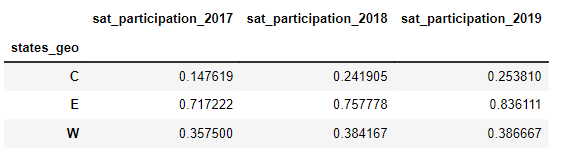 sat_participation_2017 sat_participation_2018 sat_participation_2019
states_geo
C 0.147619 0.241905 0.253810
E 0.717222 0.757778 0.836111
W 0.357500 0.384167 0.386667